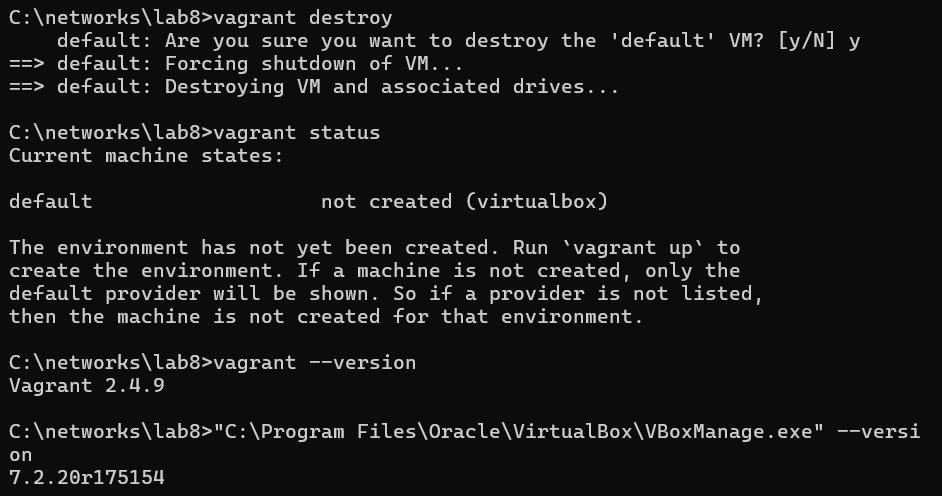 C:\networks\lab8>vagrant destroy
    default: Are you sure you want to destroy the 'default' VM? [y/N] y
==> default: Forcing shutdown of VM...
==> default: Destroying VM and associated drives...

C:\networks\lab8>vagrant status
Current machine states:

default                   not created (virtualbox)

The environment has not yet been created. Run `vagrant up` to
create the environment. If a machine is not created, only the
default provider will be shown. So if a provider is not listed,
then the machine is not created for that environment.

C:\networks\lab8>vagrant --version
Vagrant 2.4.9

C:\networks\lab8>"C:\Program Files\Oracle\VirtualBox\VBoxManage.exe" --versi
on
7.2.20r175154